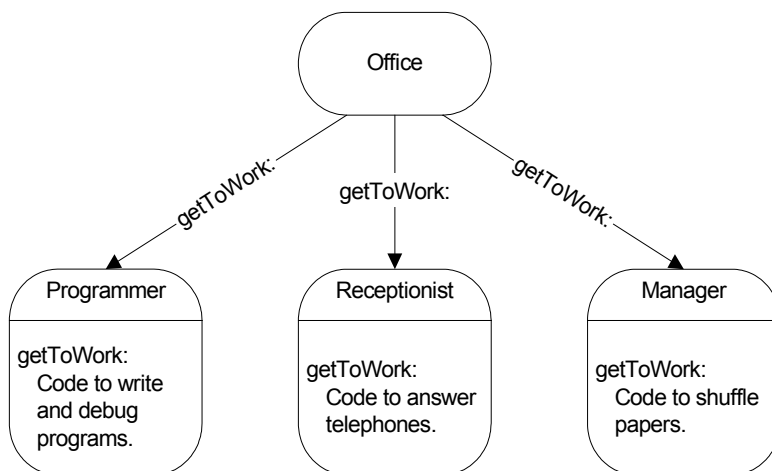 Office
getToWork:
getToWork:
getToWork:
Programmer
getToWork:
Code to write
and debug
programs.
Receptionist
getToWork:
Code to answer
telephones.
Manager
getToWork:
Code to shuffle
papers.